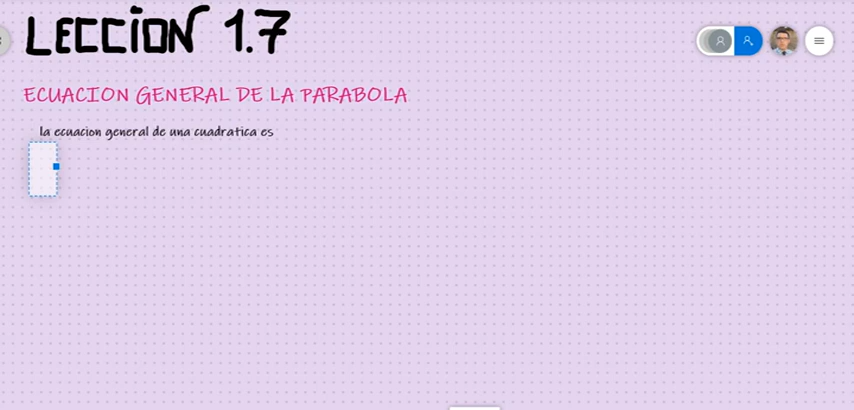 LECCION 1.7
ECUACION GENERAL DE LA PARABOLA
la ecuacion general de una cuadratica es